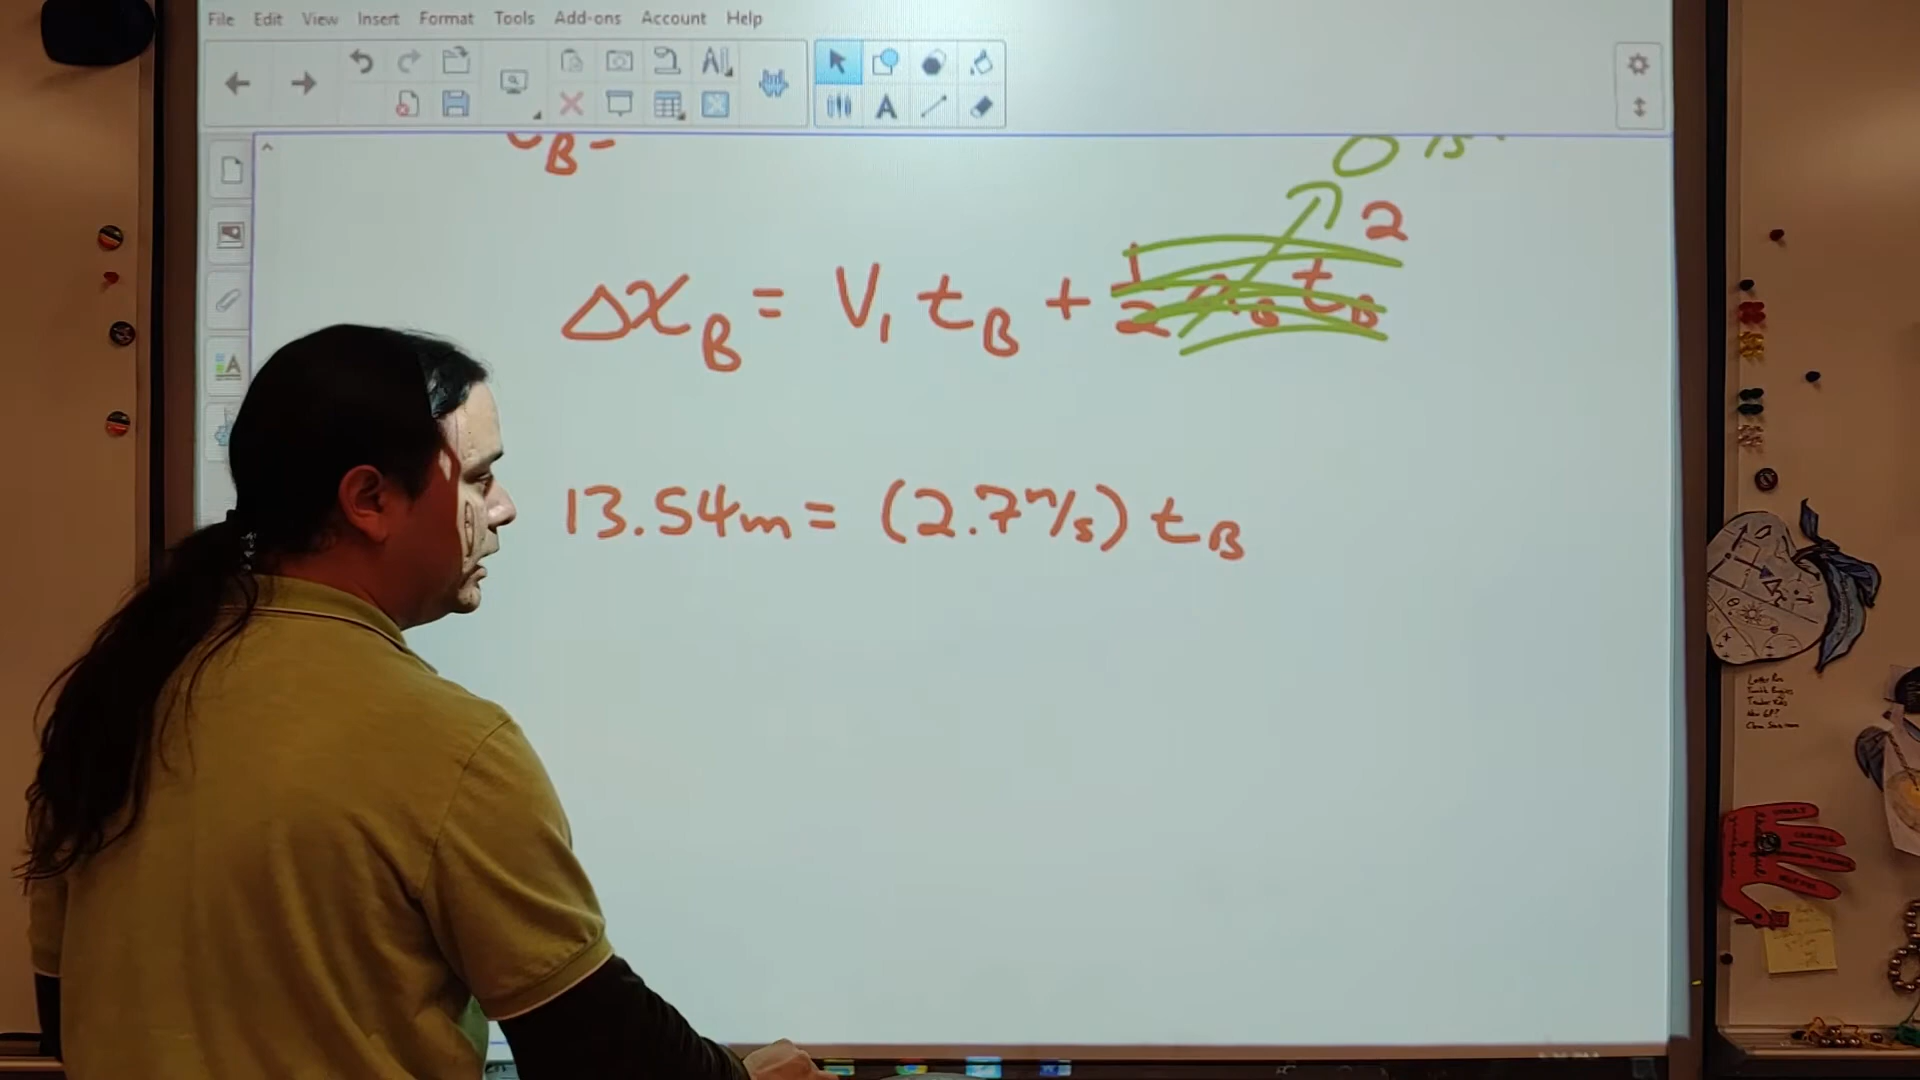 File Edit View Insert Format Tools Add-ons Account Help
B =
0
Δx_B = V₁ t_B + ½ a_B t_B²
13.54m = (2.7 m/s) t_B